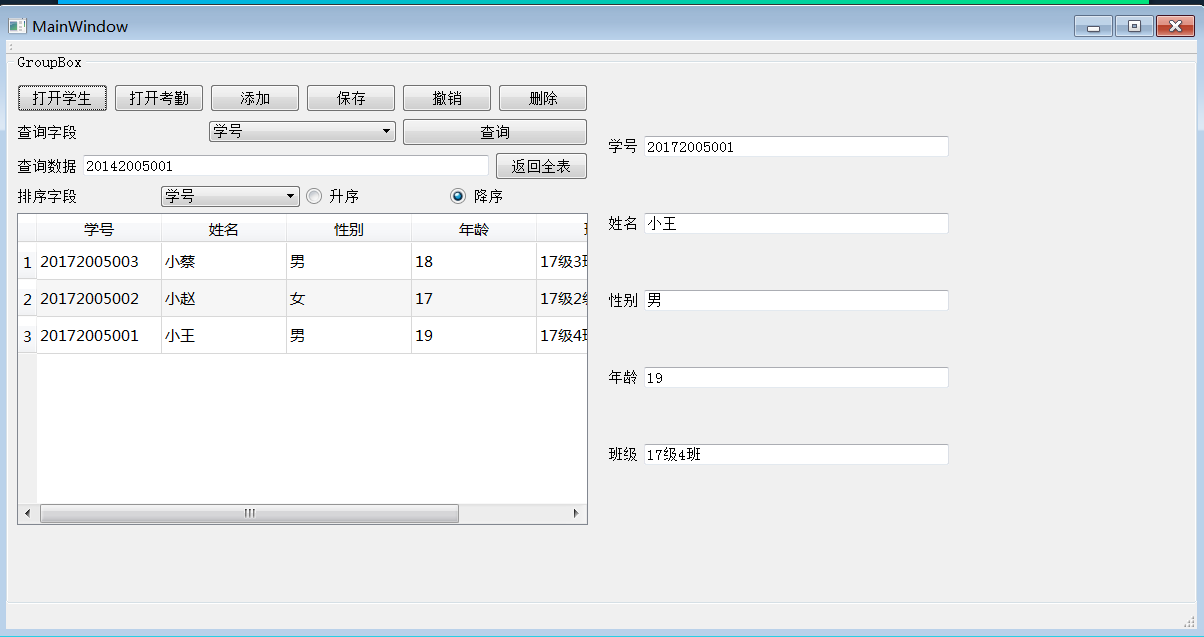 MainWindow
GroupBox
打开学生 打开考勤 添加 保存 撤销 删除
查询字段 学号 查询
查询数据 20142005001 返回全表
排序字段 学号 升序 降序
学号 姓名 性别 年龄
1 20172005003 小蔡 男 18 17级3班
2 20172005002 小赵 女 17 17级2
3 20172005001 小王 男 19 17级4班
学号 20172005001
姓名 小王
性别 男
年龄 19
班级 17级4班